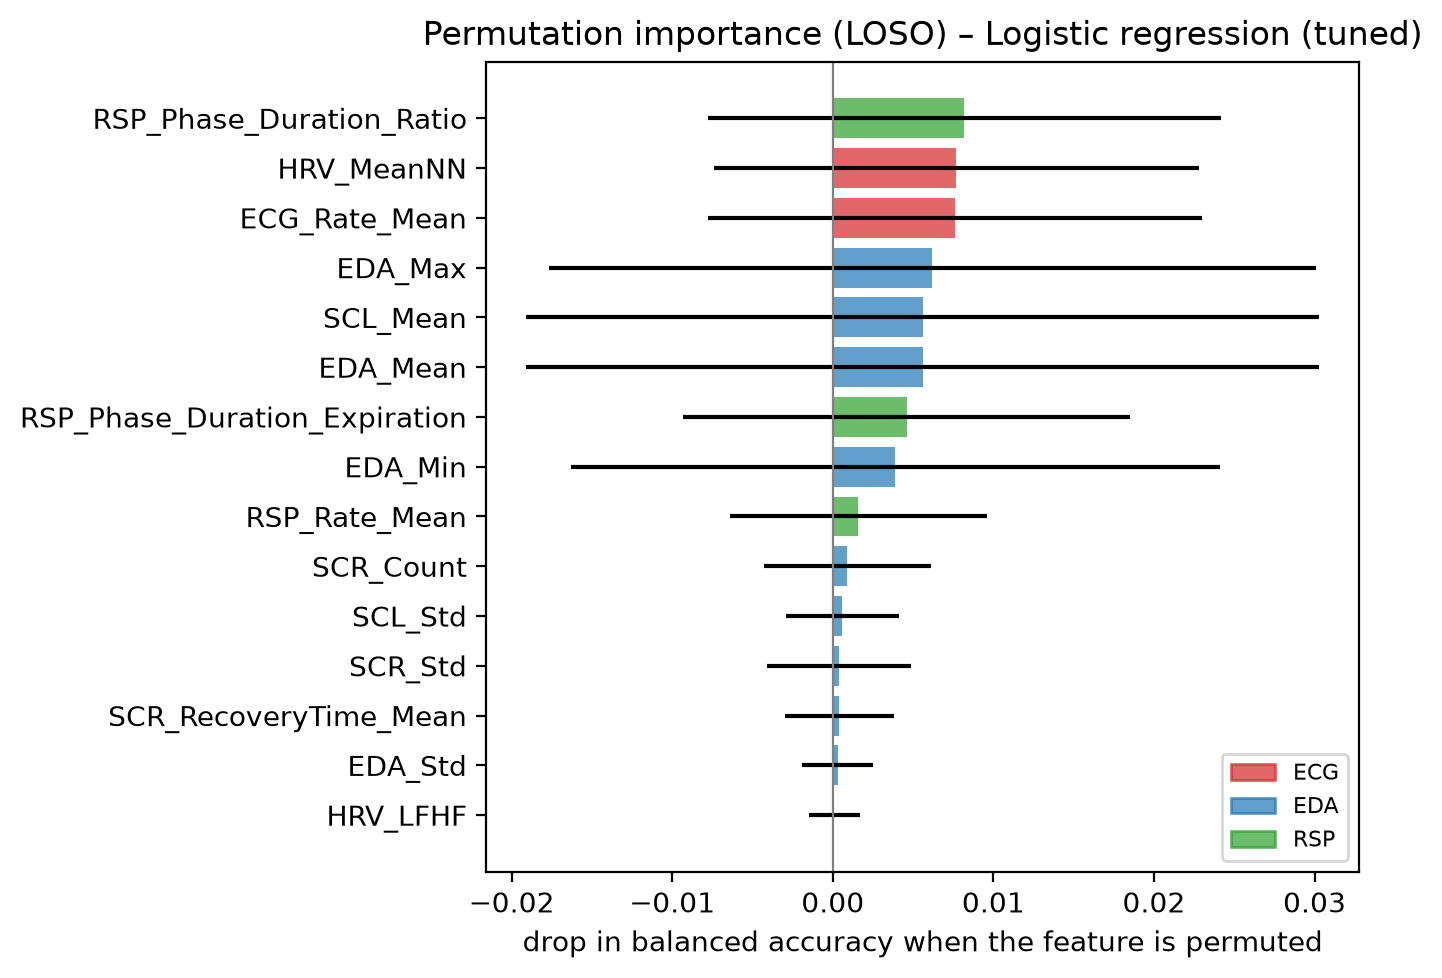 Permutation importance (LOSO) – Logistic regression (tuned)
RSP_Phase_Duration_Ratio
HRV_MeanNN
ECG_Rate_Mean
EDA_Max
SCL_Mean
EDA_Mean
RSP_Phase_Duration_Expiration
EDA_Min
RSP_Rate_Mean
SCR_Count
SCL_Std
SCR_Std
SCR_RecoveryTime_Mean
EDA_Std
HRV_LFHF
ECG
EDA
RSP
−0.02 −0.01 0.00 0.01 0.02 0.03
drop in balanced accuracy when the feature is permuted